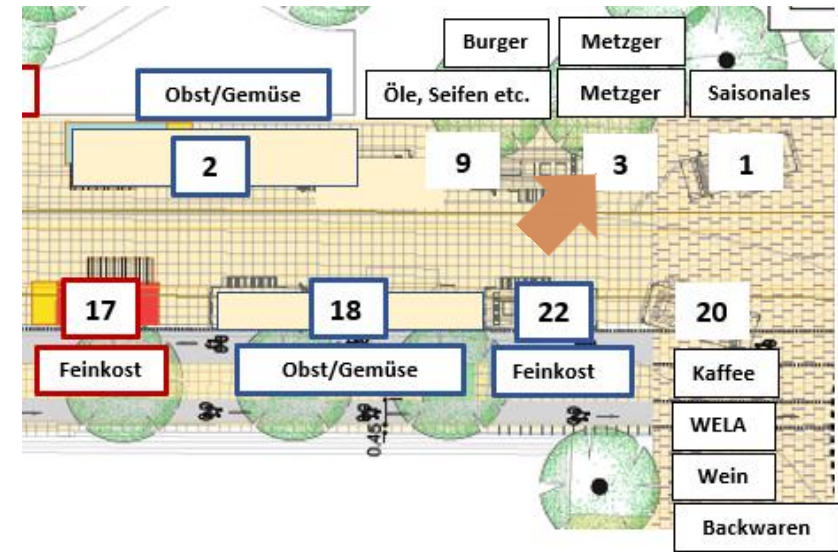 Burger
Metzger
Obst/Gemüse
Öle, Seifen etc.
Metzger
Saisonales
2
9
3
1
17
18
22
20
Feinkost
Obst/Gemüse
Feinkost
Kaffee
WELA
0.45
Wein
Backwaren